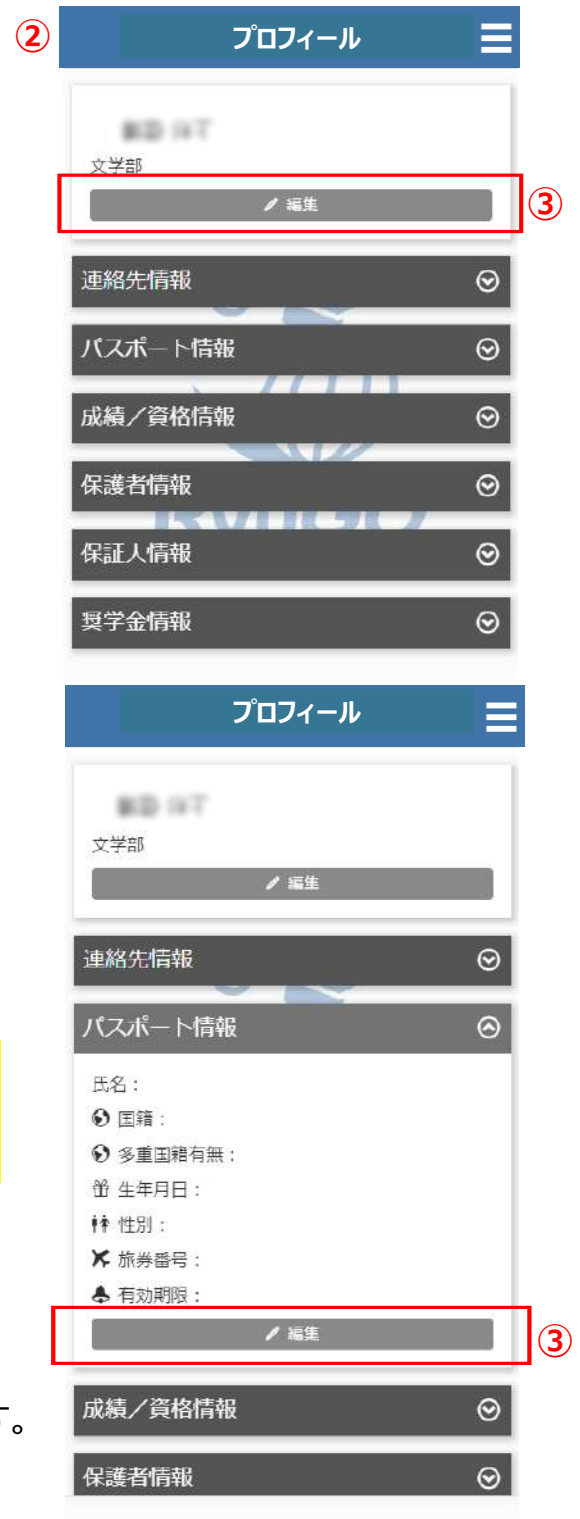 ②
プロフィール
文学部
編集
③
連絡先情報
パスポート情報
成績／資格情報
保護者情報
保証人情報
奨学金情報
プロフィール
文学部
編集
連絡先情報
パスポート情報
氏名：
国籍：
多重国籍有無：
生年月日：
性別：
旅券番号：
有効期限：
編集
③
成績／資格情報
す。
保護者情報